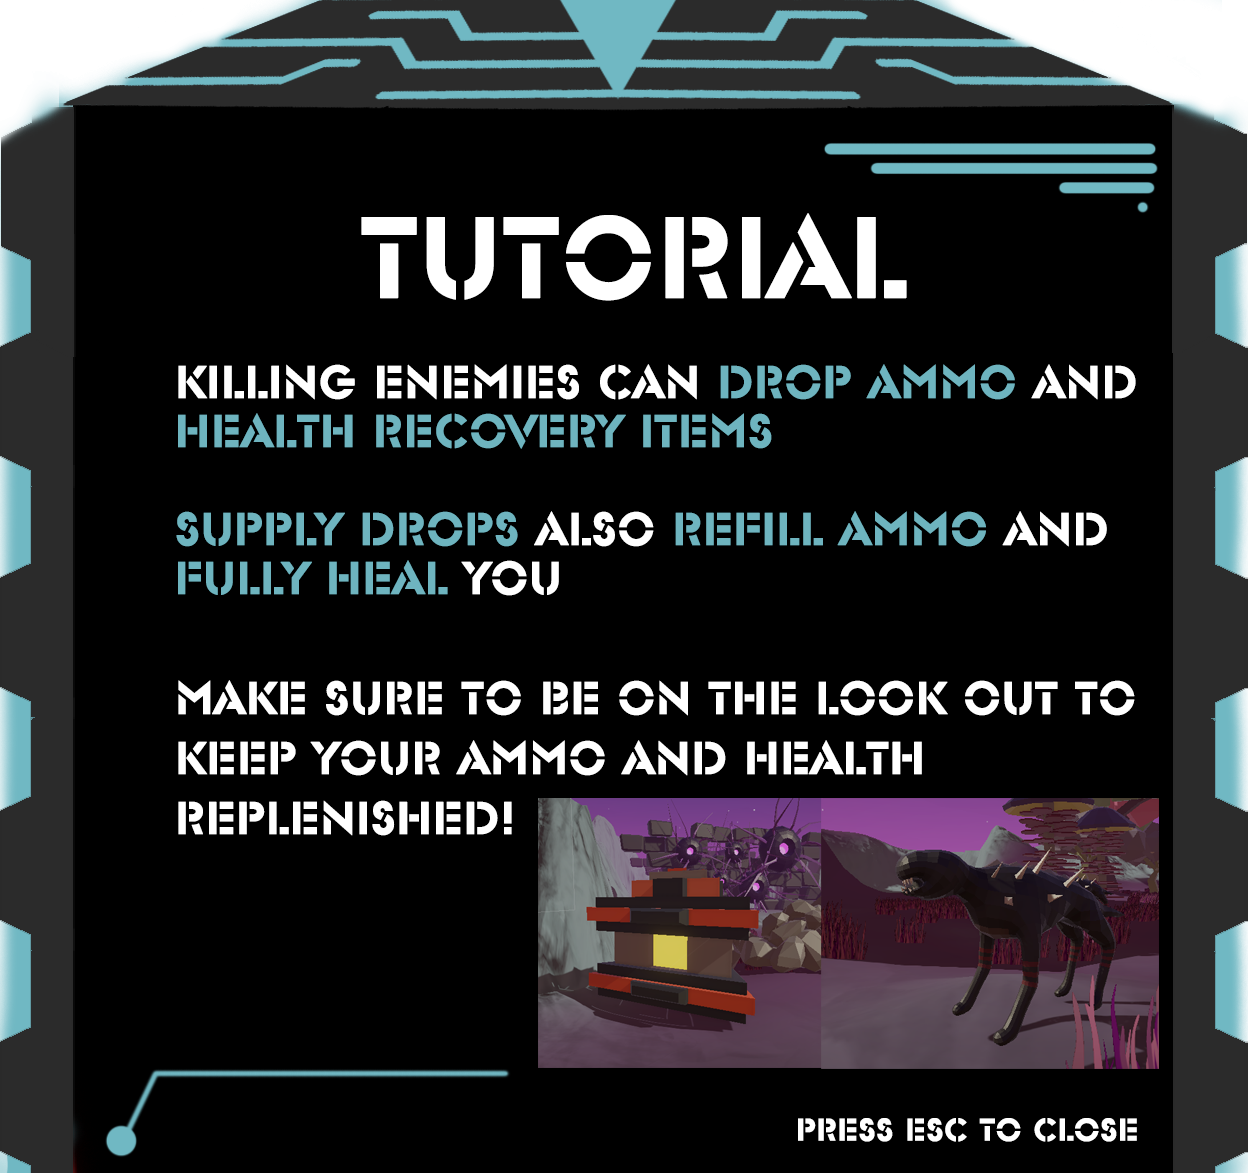 TUTORIAL
KILLING ENEMIES CAN DROP AMMO AND
HEALTH RECOVERY ITEMS
SUPPLY DROPS ALSO REFILL AMMO AND
FULLY HEAL YOU
MAKE SURE TO BE ON THE LOOK OUT TO
KEEP YOUR AMMO AND HEALTH
REPLENISHED!
PRESS ESC TO CLOSE